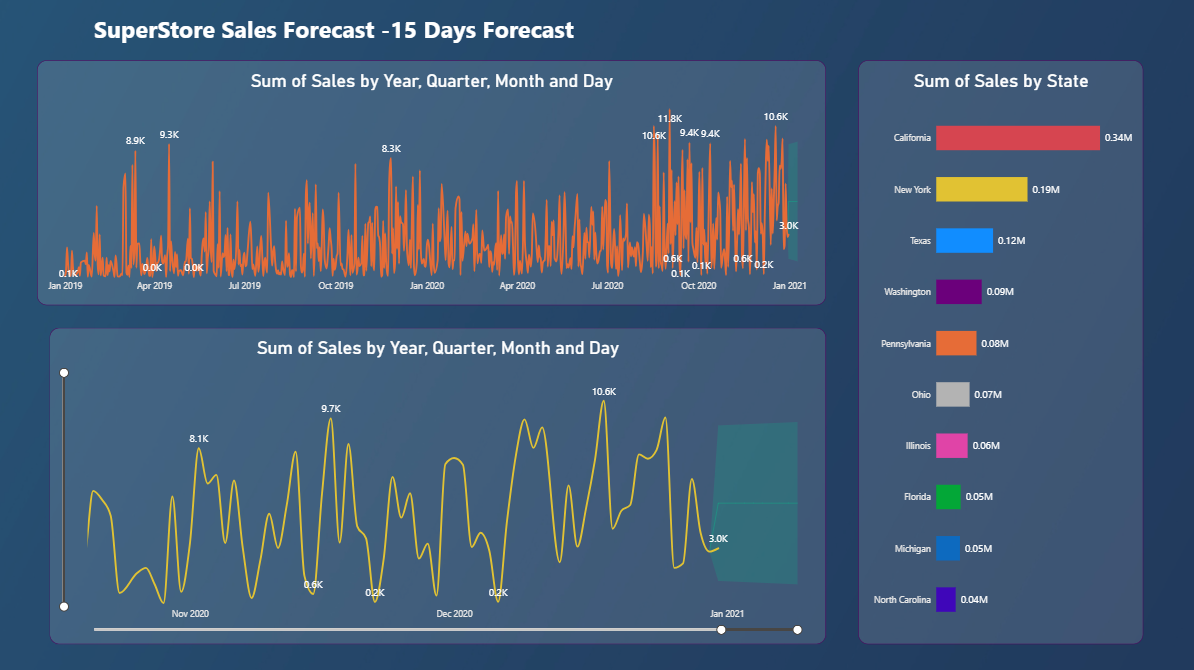 SuperStore Sales Forecast -15 Days Forecast
Sum of Sales by Year, Quarter, Month and Day
11.8K
10.6K
10.6K
9.4K 9.4K
9.3K
8.9K
8.3K
3.0K
0.6K
0.6K
0.1K
0.2K
0.0K
0.0K
0.1K
0.1K
Jan 2019
Apr 2019
Jul 2019
Oct 2019
Jan 2020
Apr 2020
Jul 2020
Oct 2020
Jan 2021
Sum of Sales by Year, Quarter, Month and Day
10.6K
9.7K
8.1K
3.0K
0.6K
0.2K
0.2K
Nov 2020
Dec 2020
Jan 2021
Sum of Sales by State
California 0.34M
New York 0.19M
Texas 0.12M
Washington 0.09M
Pennsylvania 0.08M
Ohio 0.07M
Illinois 0.06M
Florida 0.05M
Michigan 0.05M
North Carolina 0.04M